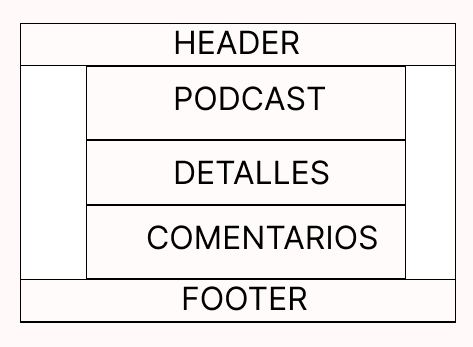 HEADER
PODCAST
DETALLES
COMENTARIOS
FOOTER